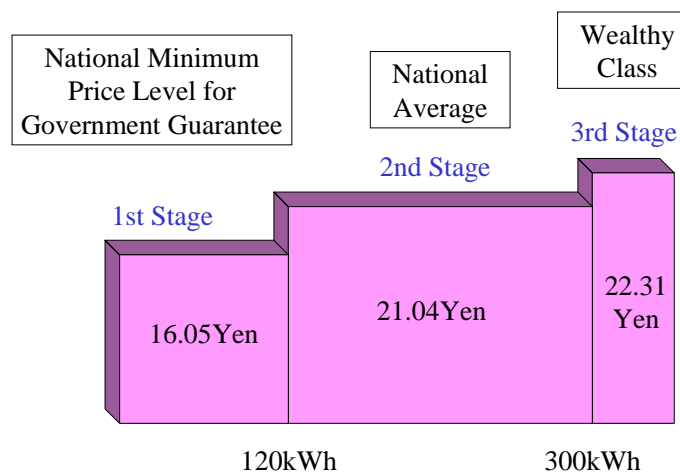 National Minimum
Price Level for
Government Guarantee
National
Average
Wealthy
Class
1st Stage
2nd Stage
3rd Stage
16.05Yen
21.04Yen
22.31
Yen
120kWh
300kWh